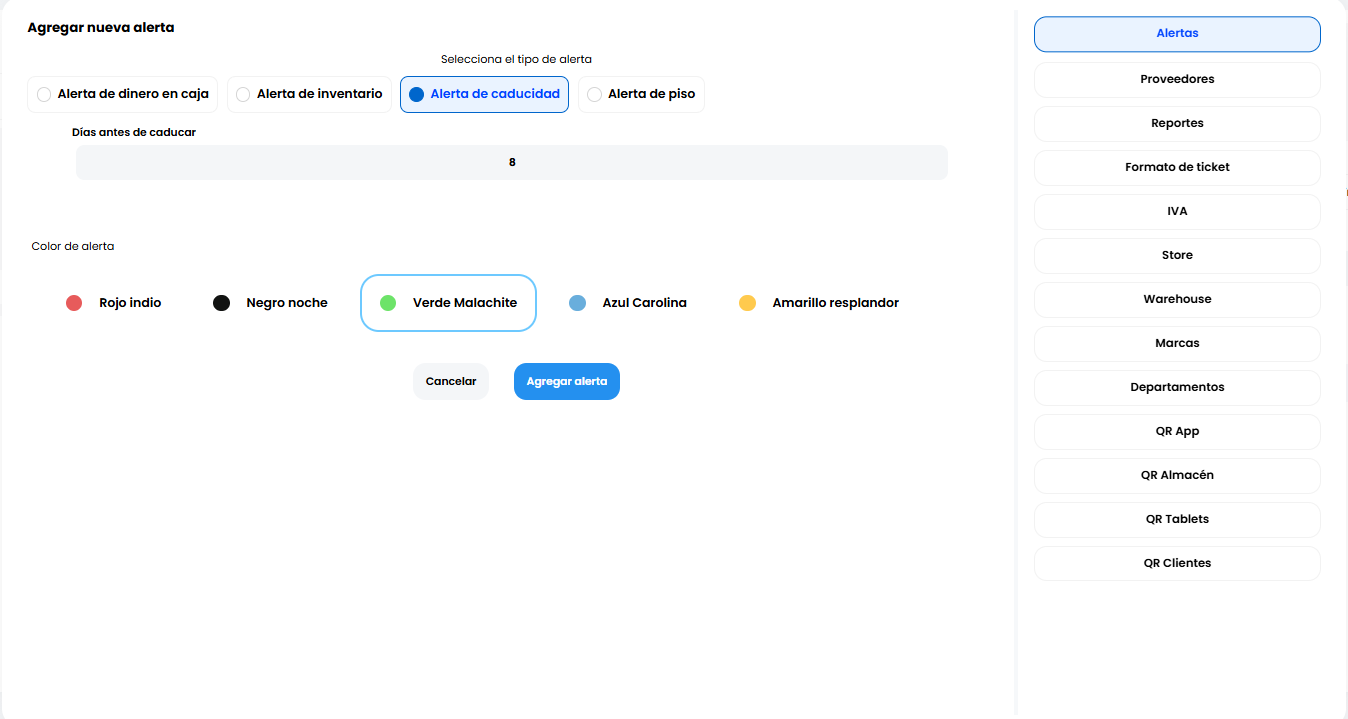 Agregar nueva alerta
Selecciona el tipo de alerta
Alerta de dinero en caja
Alerta de inventario
Alerta de caducidad
Alerta de piso
Días antes de caducar
8
Color de alerta
Rojo indio
Negro noche
Verde Malachite
Azul Carolina
Amarillo resplandor
Cancelar
Agregar alerta
Alertas
Proveedores
Reportes
Formato de ticket
IVA
Store
Warehouse
Marcas
Departamentos
QR App
QR Almacén
QR Tablets
QR Clientes